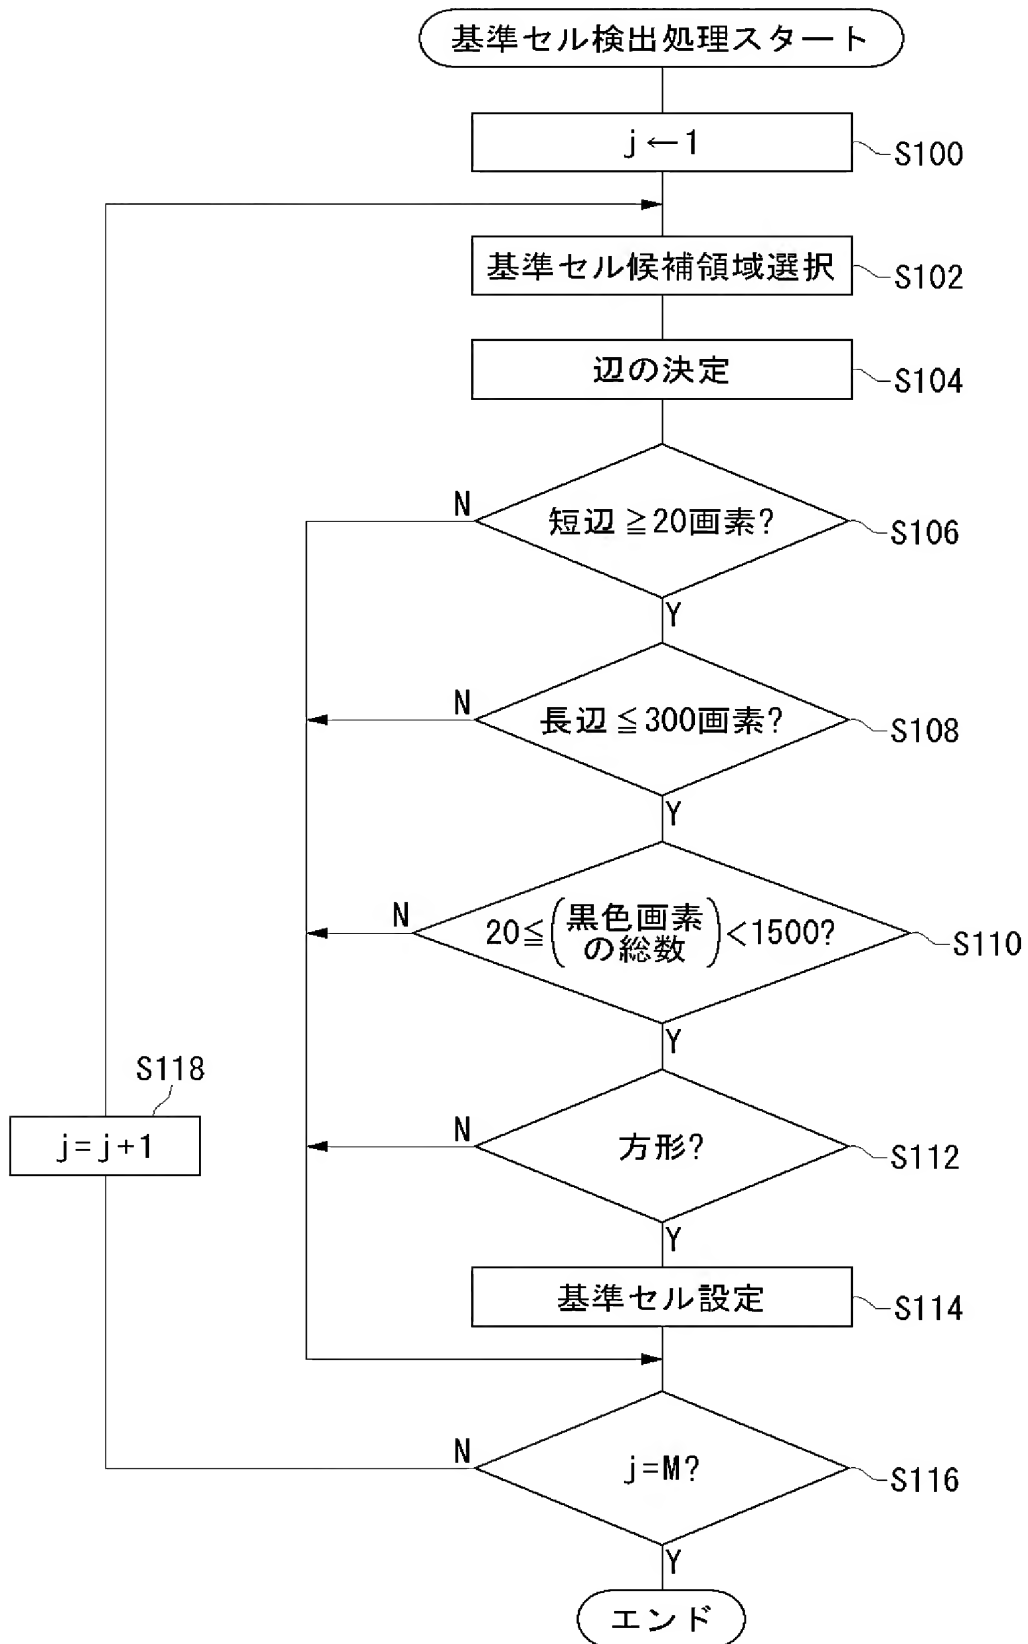 基準セル検出処理スタート
j←1
S100
基準セル候補領域選択
S102
辺の決定
S104
N
短辺≧20画素?
S106
Y
N
長辺≦300画素?
S108
Y
N
20≦(黒色画素
の総数)<1500?
S110
Y
S118
j=j+1
N
方形?
S112
Y
基準セル設定
S114
N
j=M?
S116
Y
エンド